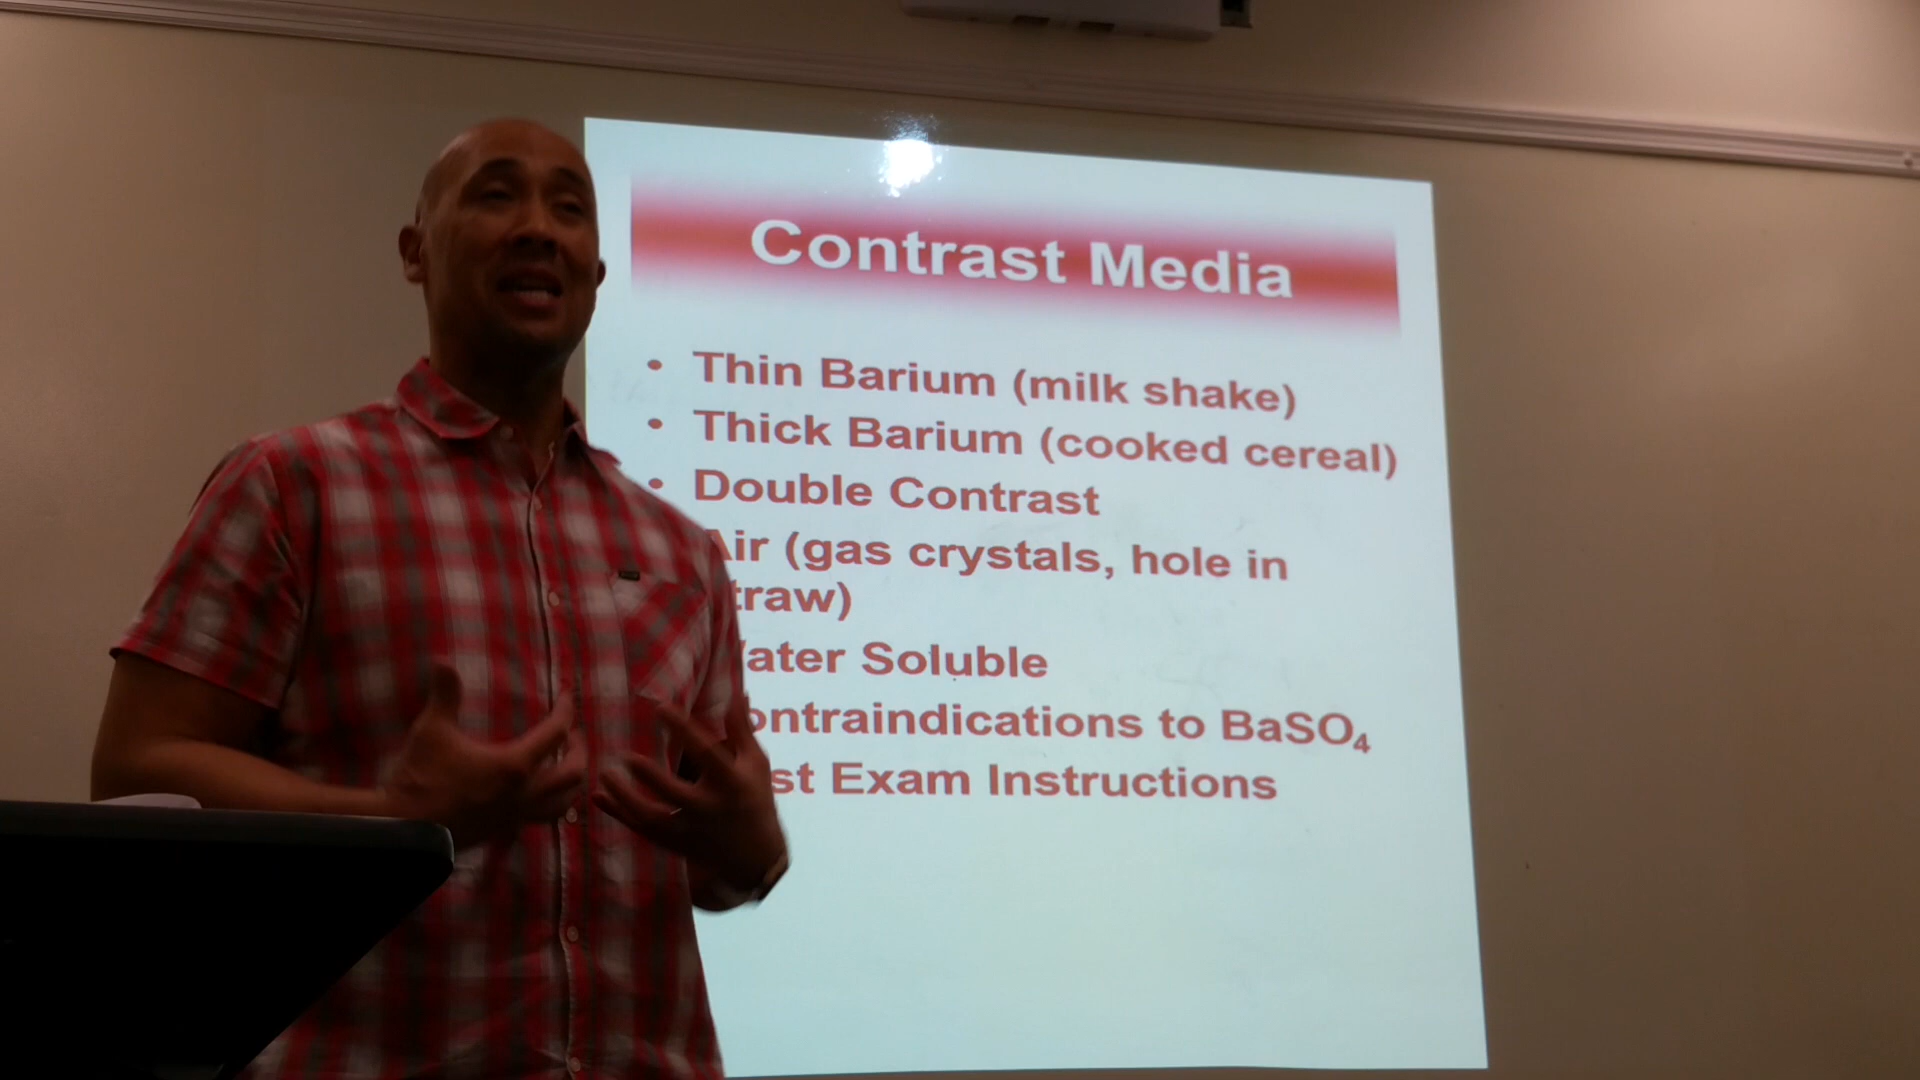 Contrast Media
• Thin Barium (milk shake)
• Thick Barium (cooked cereal)
• Double Contrast
Air (gas crystals, hole in
traw)
ater Soluble
ontraindications to BaSO₄
st Exam Instructions